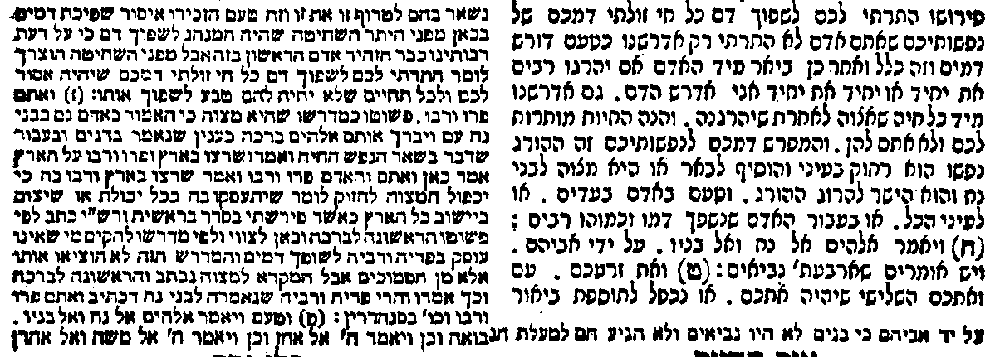 פירושו התרתי לכם לשפוך דם כל חי זולתי דמכם של
נפשותיכם שאתם אדם לא התרתי רק אדרשנו כטעם דורש
דמים וזה כלל ואחר כן ביאר מיד האדם אם יהרגו רבים
את יחיד או יחיד את יחיד אני אדרש הדם . גם אדרשנו
מיד כל חיה שאצוה לאחרת שיהרגנה . והנה החיות מותרות
לכם ולא אתם להן . והמפרש דמכם לנפשותיכם זה ההורג
נפשו הוא רחוק בעיני והוסיף לבאר או היא מצוה לבני
נח והוא הישר להרוג ההורג . וטעם באדם בעדים . או
לעיני הכל . או בעבור האדם שנשפך דמו וכמוהו רבים :
(ח) ויאמר אלהים אל נח ואל בניו . על ידי אביהם .
ויש אומרים שארבעת' נביאים : (ט) ואת זרעכם . עם
ואתכם השלישי שיהיה אתכם . או נכפל לתוספת ביאור
נשאר בהם לטרוף זו את זו וזה טעם הזכירו איסור שפיכת דמים
בכאן מפני היתר השחיטה שהיה המנהג לשפיך דם כי על דעת
רבותינו כבר הזהיר אדם הראשון בזה אבל מפני השחיטה הוצרך
לומר התרתי לכם לשפוך דם כל חי זולתי דמכם שיהיה אסור
לכם ולכל החיים שלא יהיה להם טבע לשפוך אותו : (ז) ואתם
פרו ורבו . פשוטו כמדרשו שהיא מצוה כי האמור באדם גם בבני
נח עם ויברך אותם אלהים ברכה כענין שנאמר בדגים ובעבור
שדבר בשאר הנפש החיה ואמרו שרצו בארץ ופרו ורבו על הארץ
אמר כאן ואתם והאדם פרו ורבו ואמר שרצו בארץ ורבו בה כי
יכפול המצוה לחזוק לומר שיתעסקו בה בכל יכולת או שיצום
ביישוב כל הארץ כאשר פירשתי בסדר בראשית ורש"י כתב לפי
פשוטו הראשונה לברכה וכאן לצווי ולפי מדרשו להקים מי שאינו
עוסק בפריה ורביה לשופך דמים והמדרש הזה לא הוציאו אותו
אלא מן הסמוכים אבל המקרא למצוה נכתב והראשונה לברכה
וכך אמרו והרי פריה ורביה שנאמרה לבני נח דכתיב ואתם פרו
ורבו וכו' בסנהדרין : (ח) וטעם ויאמר אלהים אל נח ואל בניו .
על יד אביהם כי בנים לא היו נביאים ולא הגיע הם למעלת הנבואה וכן ויאמר ה' אל אחז וכן ויאמר ה' אל משה ואל אהרן